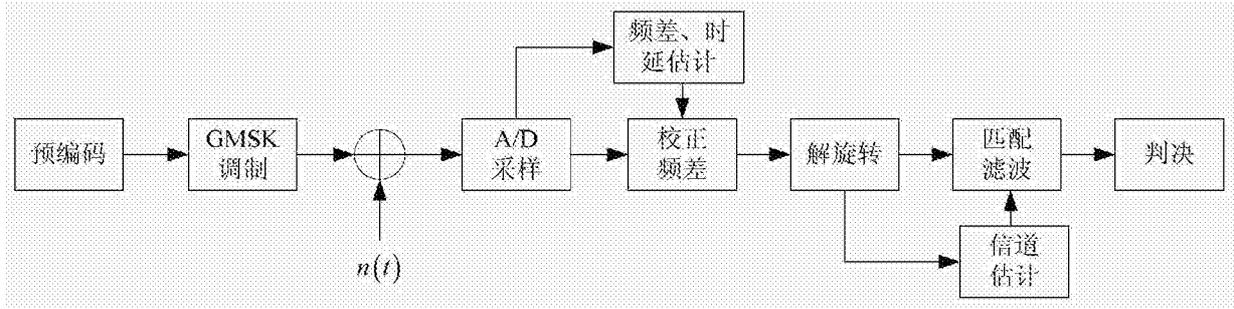 频差、时
延估计
预编码
GMSK
调制
A/D
采样
校正
频差
解旋转
匹配
滤波
判决
n(t)
信道
估计